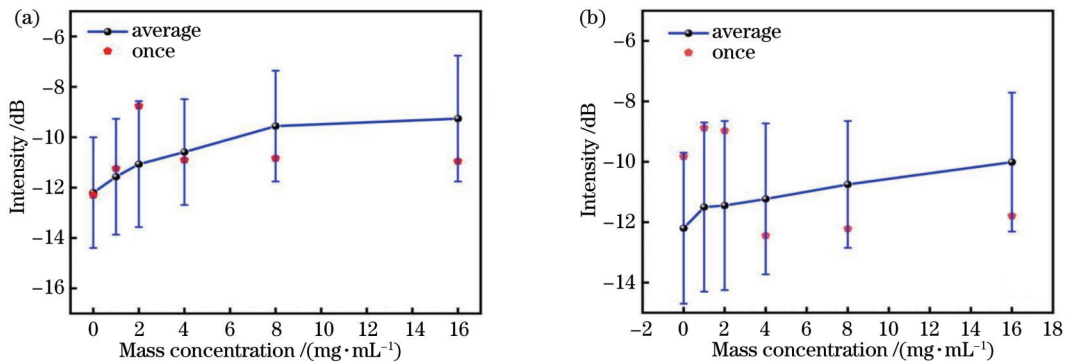 (a)
average
once
−6
−8
−10
−12
−14
−16
Intensity /dB
0 2 4 6 8 10 12 14 16
Mass concentration /(mg·mL⁻¹)
(b)
average
once
−6
−8
−10
−12
−14
Intensity /dB
−2 0 2 4 6 8 10 12 14 16 18
Mass concentration /(mg·mL⁻¹)